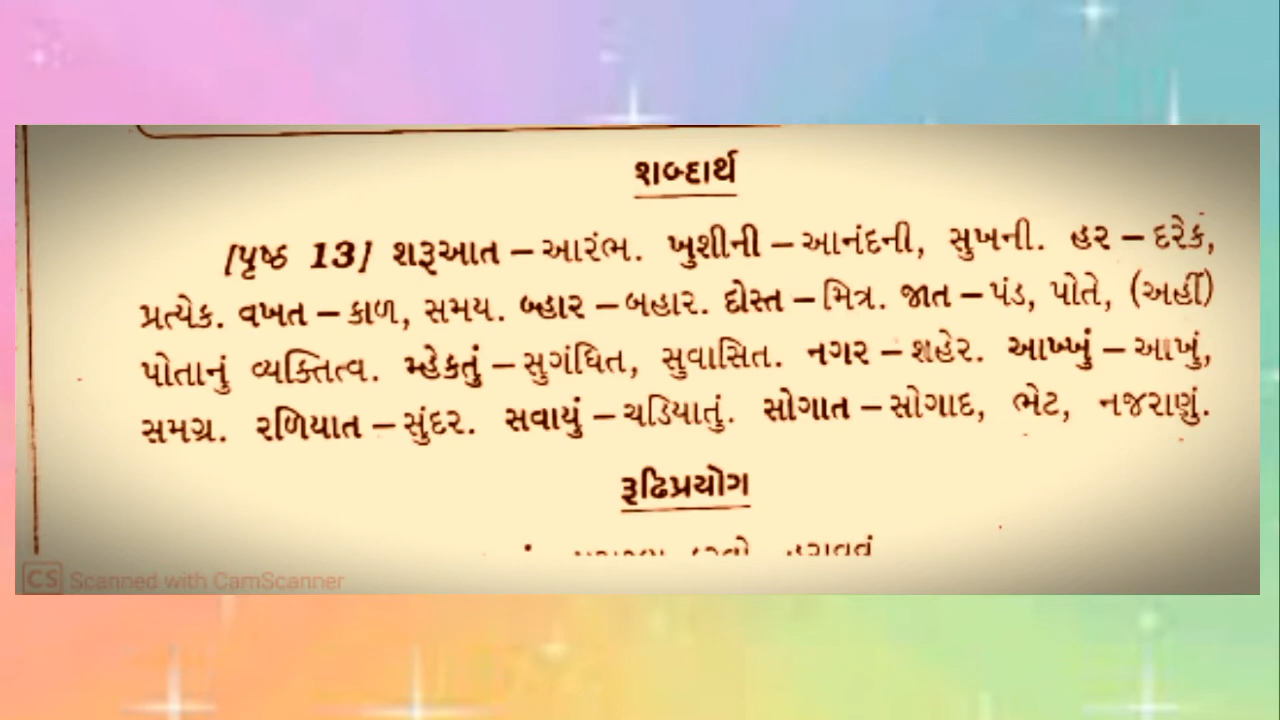 શબ્દાર્થ
[પૃષ્ઠ 13] શરૂઆત – આરંભ. ખુશીની – આનંદની, સુખની. હર – દરેક,
પ્રત્યેક. વખત – કાળ, સમય. બ્હાર – બહાર. દોસ્ત – મિત્ર. જાત – પંડ, પોતે, (અહીં)
પોતાનું વ્યક્તિત્વ. મ્હેકતું – સુગંધિત, સુવાસિત. નગર – શહેર. આખ્ખું – આખું,
સમગ્ર. રળિયાત – સુંદર. સવાયું – ચડિયાતું. સોગાત – સોગાદ, ભેટ, નજરાણું.
રૂઢિપ્રયોગ
CS Scanned with CamScanner